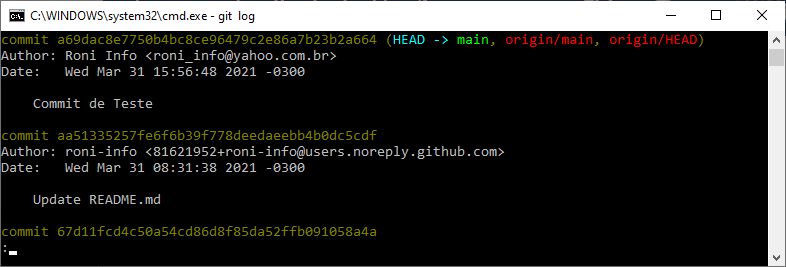 C:\WINDOWS\system32\cmd.exe - git  log
commit a69dac8e7750b4bc8ce96479c2e86a7b23b2a664 (HEAD -> main, origin/main, origin/HEAD)
Author: Roni Info <roni_info@yahoo.com.br>
Date:   Wed Mar 31 15:56:48 2021 -0300
    Commit de Teste
commit aa51335257fe6f6b39f778deedaeebb4b0dc5cdf
Author: roni-info <81621952+roni-info@users.noreply.github.com>
Date:   Wed Mar 31 08:31:38 2021 -0300
    Update README.md
commit 67d11fcd4c50a54cd86d8f85da52ffb091058a4a
: